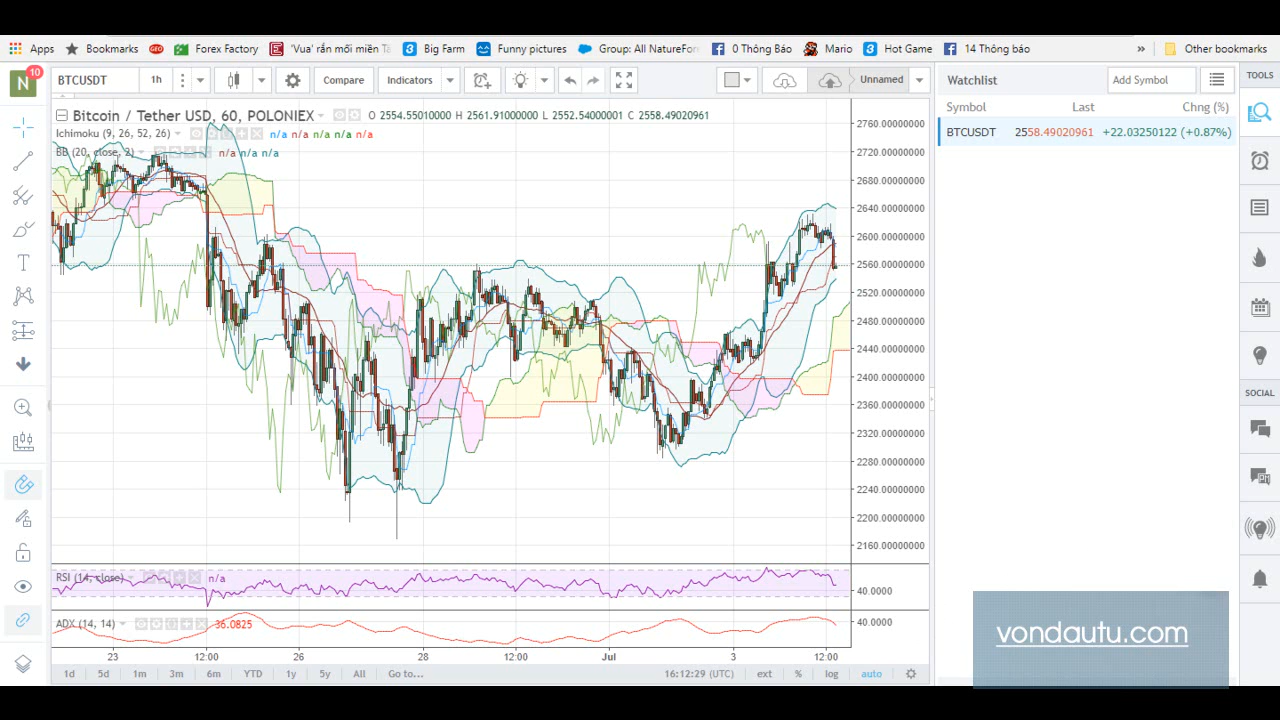 Apps Bookmarks GFO Forex Factory 'Vua' rắn mối miền Tâ Big Farm Funny pictures Group: All NatureFor 0 Thông Báo Mario Hot Game 14 Thông báo » Other bookmarks
N 10 BTCUSDT 1h Compare Indicators Unnamed Watchlist Add Symbol TOOLS
Symbol Last Chng (%)
BTCUSDT 2558.49020961 +22.03250122 (+0.87%)
Bitcoin / Tether USD, 60, POLONIEX O 2554.55010000 H 2561.91000000 L 2552.54000001 C 2558.49020961
Ichimoku (9, 26, 52, 26) n/a n/a n/a n/a n/a
BB (20, close, 2) n/a n/a n/a
2760.00000000
2720.00000000
2680.00000000
2640.00000000
2600.00000000
2560.00000000
2520.00000000
2480.00000000
2440.00000000
2400.00000000
2360.00000000
2320.00000000
2280.00000000
2240.00000000
2200.00000000
2160.00000000
SOCIAL
RSI (14, close) n/a
40.0000
ADX (14, 14) 36.0825
40.0000
23 12:00 26 28 12:00 Jul 3 12:00
1d 5d 1m 3m 6m YTD 1y 5y All Go to... 16:12:29 (UTC) ext % log auto
vondautu.com